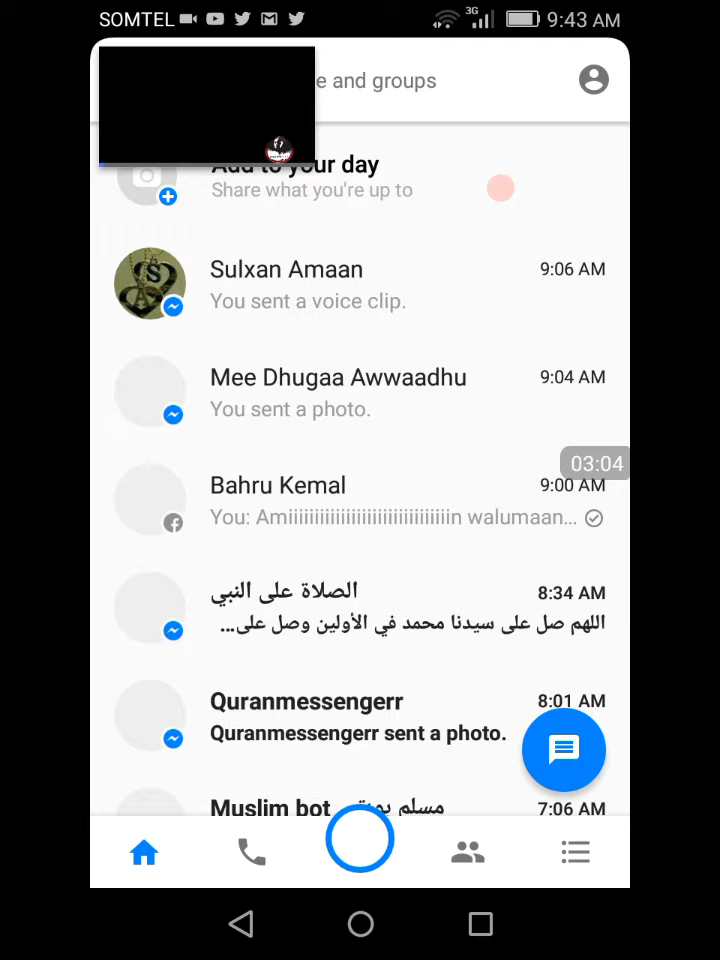 SOMTEL 3G 9:43 AM
e and groups
Add to your day
Share what you're up to
Sulxan Amaan 9:06 AM
You sent a voice clip.
Mee Dhugaa Awwaadhu 9:04 AM
You sent a photo.
03:04
Bahru Kemal 9:00 AM
You: Amiiiiiiiiiiiiiiiiiiiiiiiiiiiiiiin walumaan...
الصلاة على النبي 8:34 AM
اللهم صل على سيدنا محمد في الأولين وصل على...
Quranmessengerr 8:01 AM
Quranmessengerr sent a photo.
Muslim bot مسلم بوت 7:06 AM